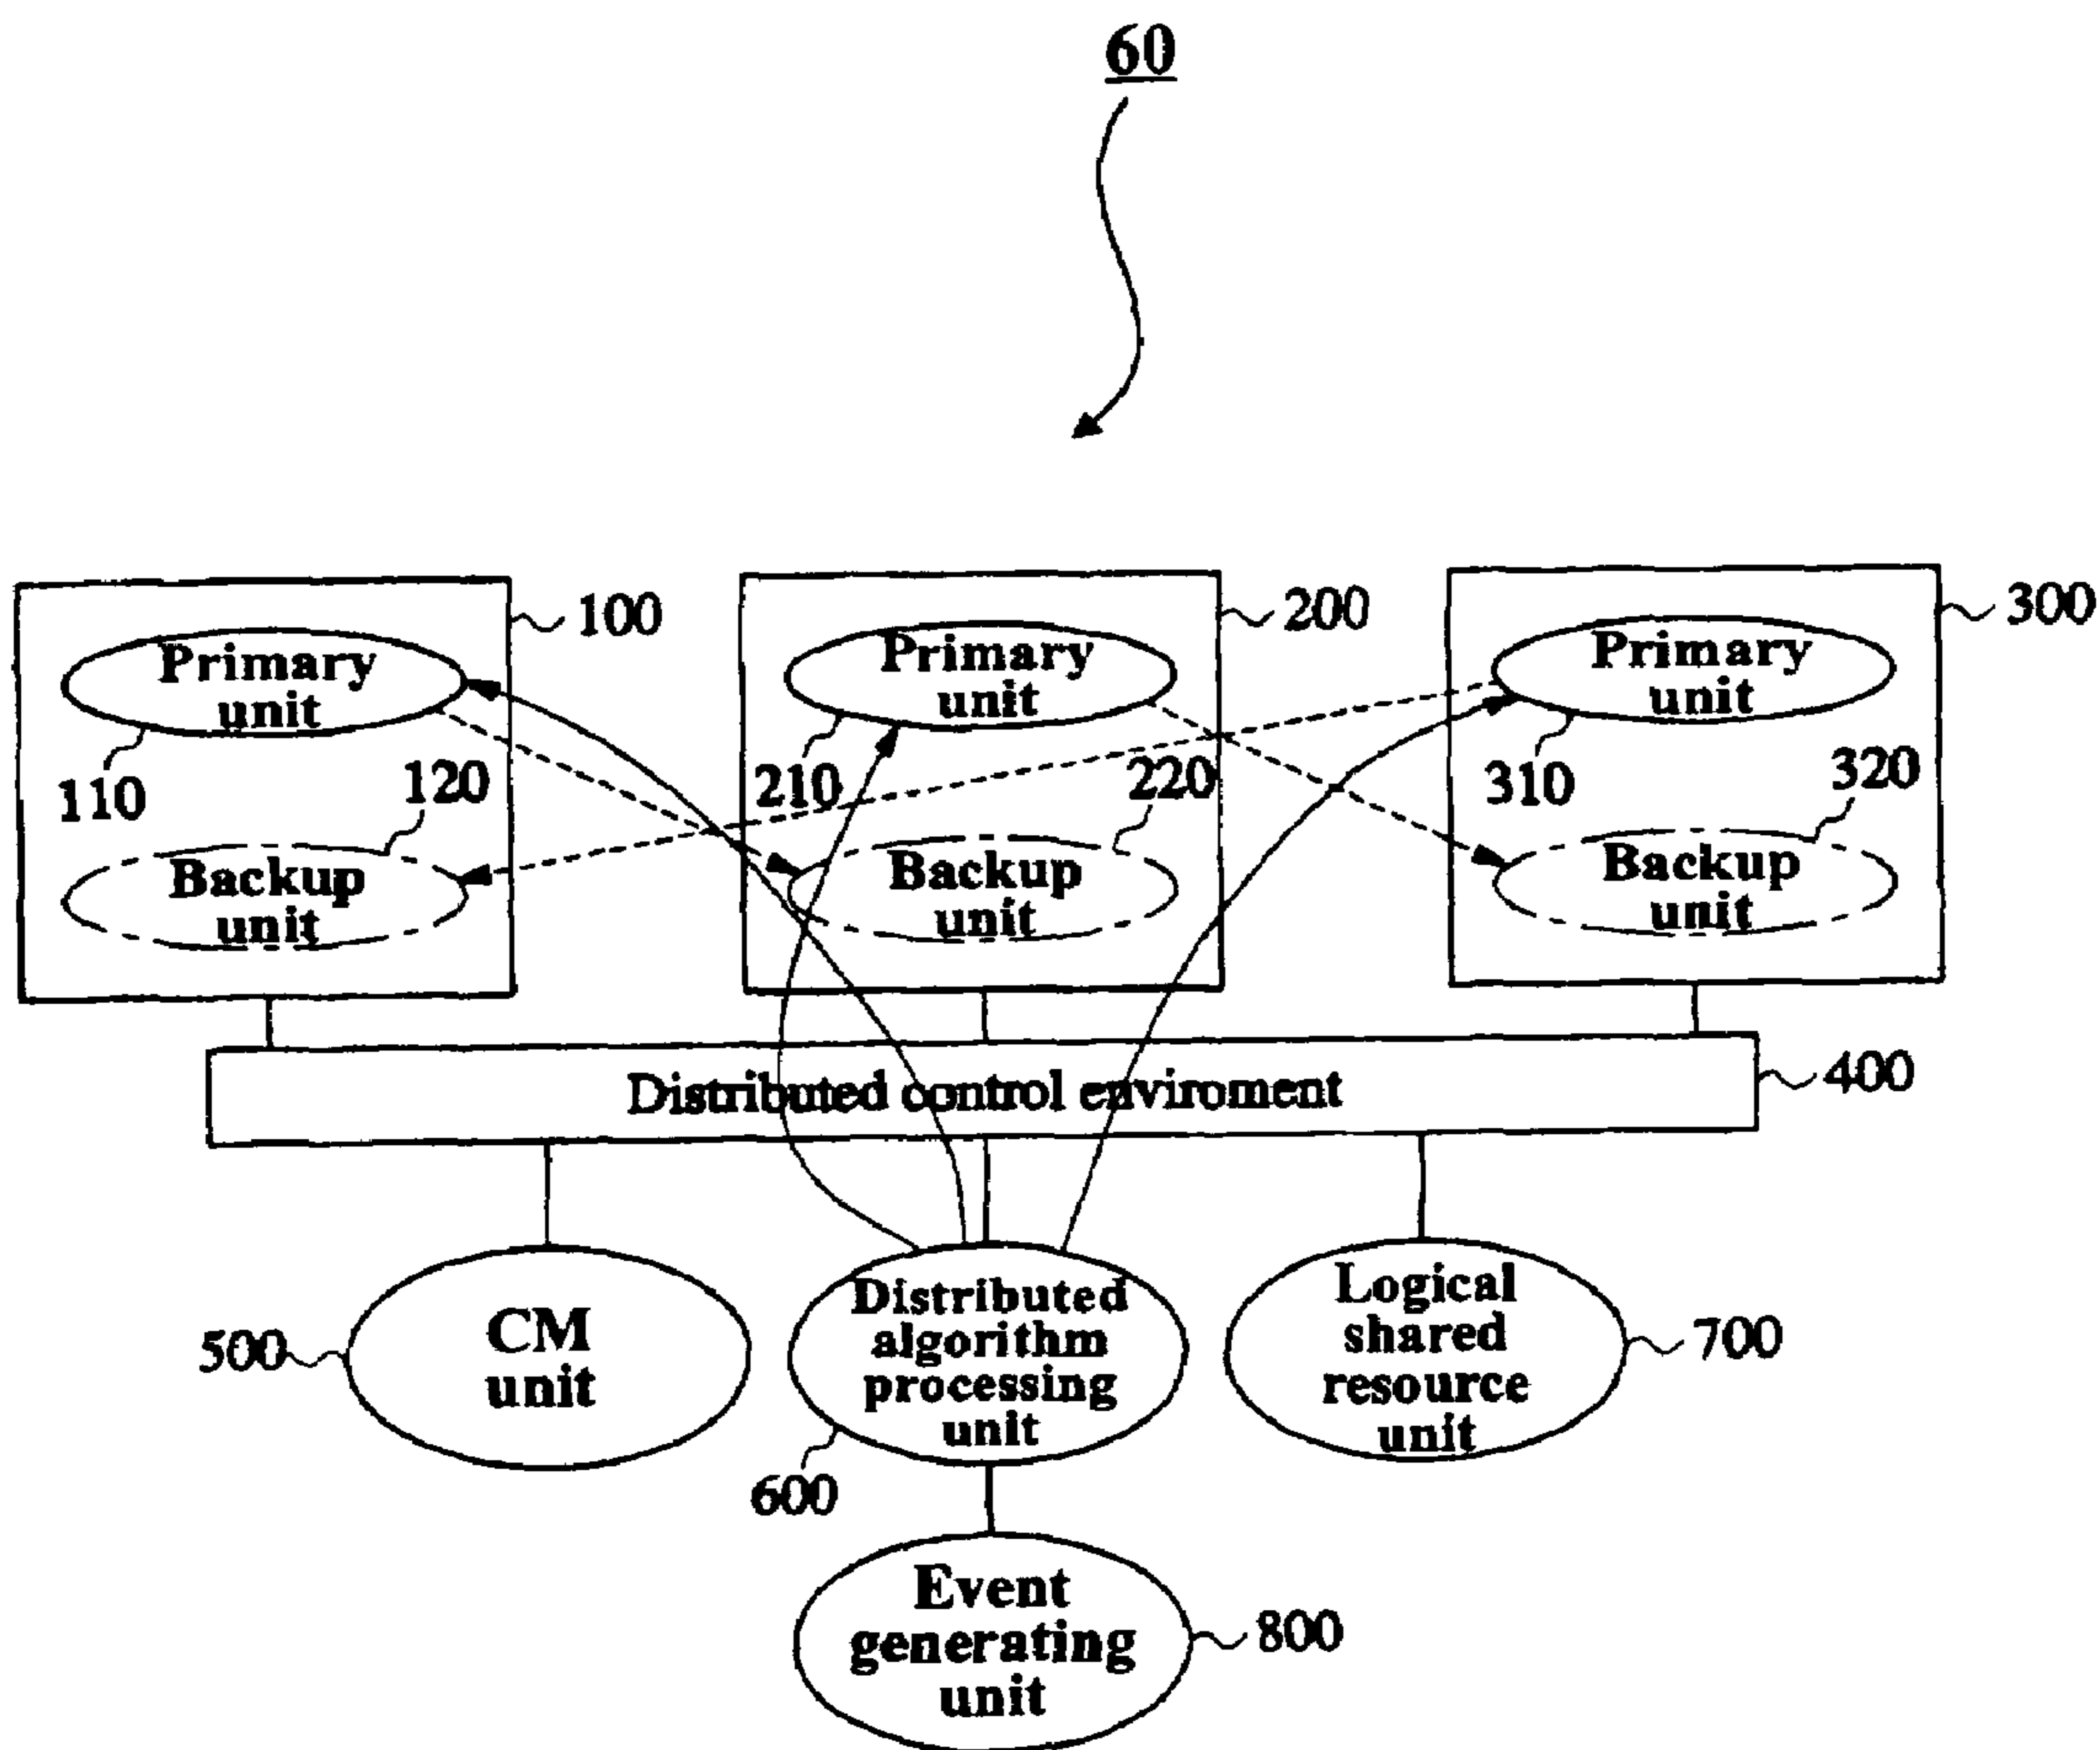 60
100
200
300
Primary
unit
Primary
unit
Primary
unit
110
120
210
220
310
320
Backup
unit
Backup
unit
Backup
unit
Distributed control enviroment
400
CM
unit
500
Distributed
algorithm
processing
unit
600
Logical
shared
resource
unit
700
Event
generating
unit
800